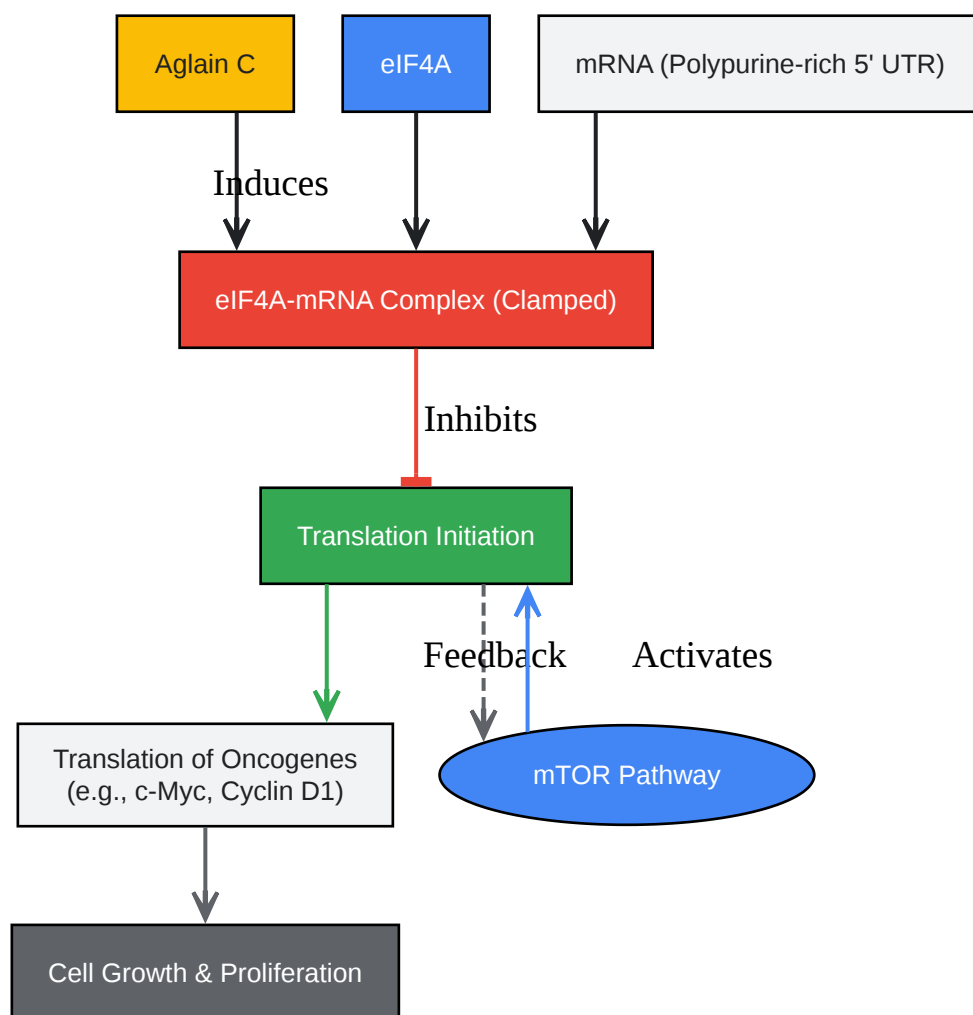 Aglain C
eIF4A
mRNA (Polypurine-rich 5' UTR)
Induces
eIF4A-mRNA Complex (Clamped)
Inhibits
Translation Initiation
Feedback
Activates
Translation of Oncogenes
(e.g., c-Myc, Cyclin D1)
mTOR Pathway
Cell Growth & Proliferation